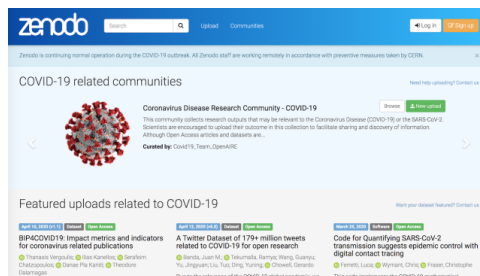 zenodo
Search
Upload Communities
Log in
Sign up
Zenodo is continuing normal operation during the COVID-19 outbreak. All Zenodo staff are working remotely in accordance with preventive measures taken by CERN.
COVID-19 related communities
Need help uploading? Contact us
Coronavirus Disease Research Community - COVID-19
Browse
New upload
This community collects research outputs that may be relevant to the Coronavirus Disease (COVID-19) or the SARS-CoV-2.
Scientists are encouraged to upload their outcome in this collection to facilitate sharing and discovery of information.
Although Open Access articles and datasets are...
Curated by: Covid19_Team_OpenAIRE
Featured uploads related to COVID-19
Want your dataset featured? Contact us
April 10, 2020 (v1.1) Dataset Open Access
BIP4COVID19: Impact metrics and indicators
for coronavirus related publications
Thanasis Vergoulis; Ilias Kanellos; Serafeim
Chatzopoulos; Danae Pla Karidi; Theodore
Dalamagas
April 12, 2020 Dataset Open Access
A Twitter Dataset of 179+ million tweets
related to COVID-19 for open research
Banda, Juan M.; Tekumalla, Ramya; Wang, Guanyu;
Yu, Jingyuan; Liu, Tuo; Ding, Yuning; Chowell, Gerardo
March 25, 2020 Software Open Access
Code for Quantifying SARS-CoV-2
transmission suggests epidemic control with
digital contact tracing
Ferretti, Luca; Wymant, Chris; Fraser, Christophe